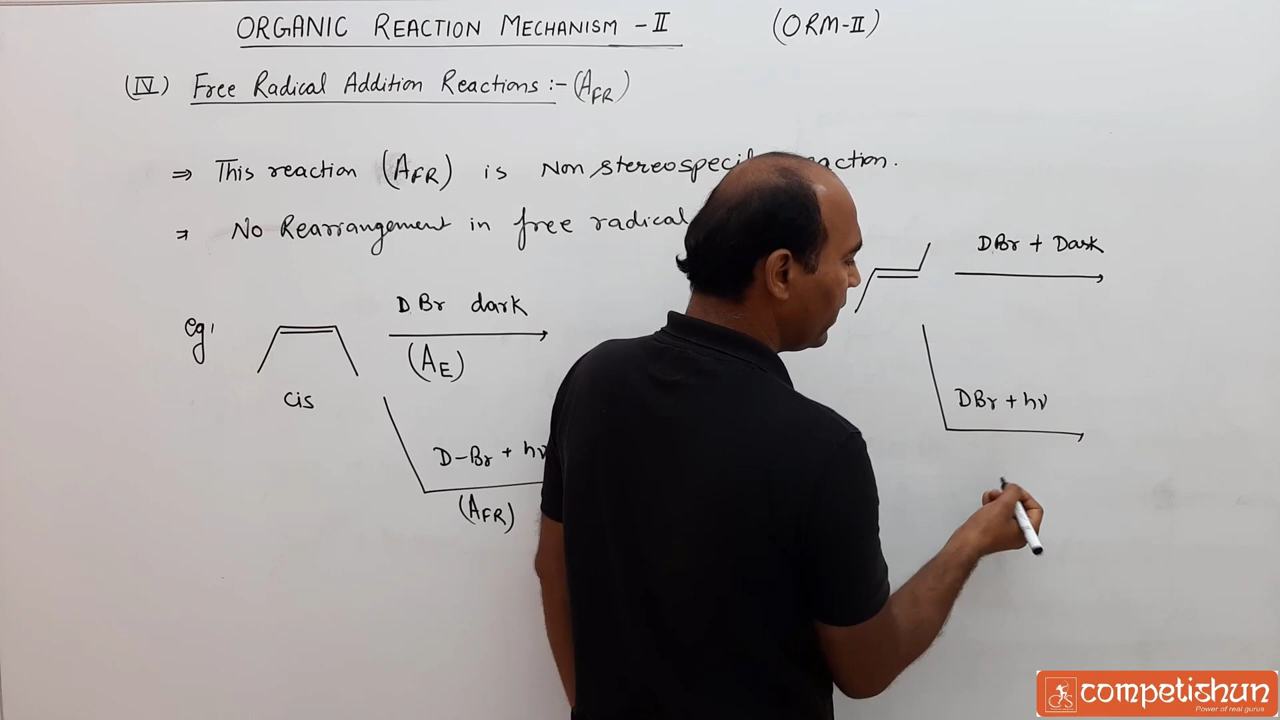 ORGANIC REACTION MECHANISM - II (ORM-II)
(IV) Free Radical Addition Reactions :- (AFR)
⇒ This reaction (AFR) is Non
⇒ No Rearrangement in free radical
eg'
DBr dark
(AE)
cis
D-Br + hν
(AFR)
DBr + Dark
DBr + hν
competishun
Power of real gurus